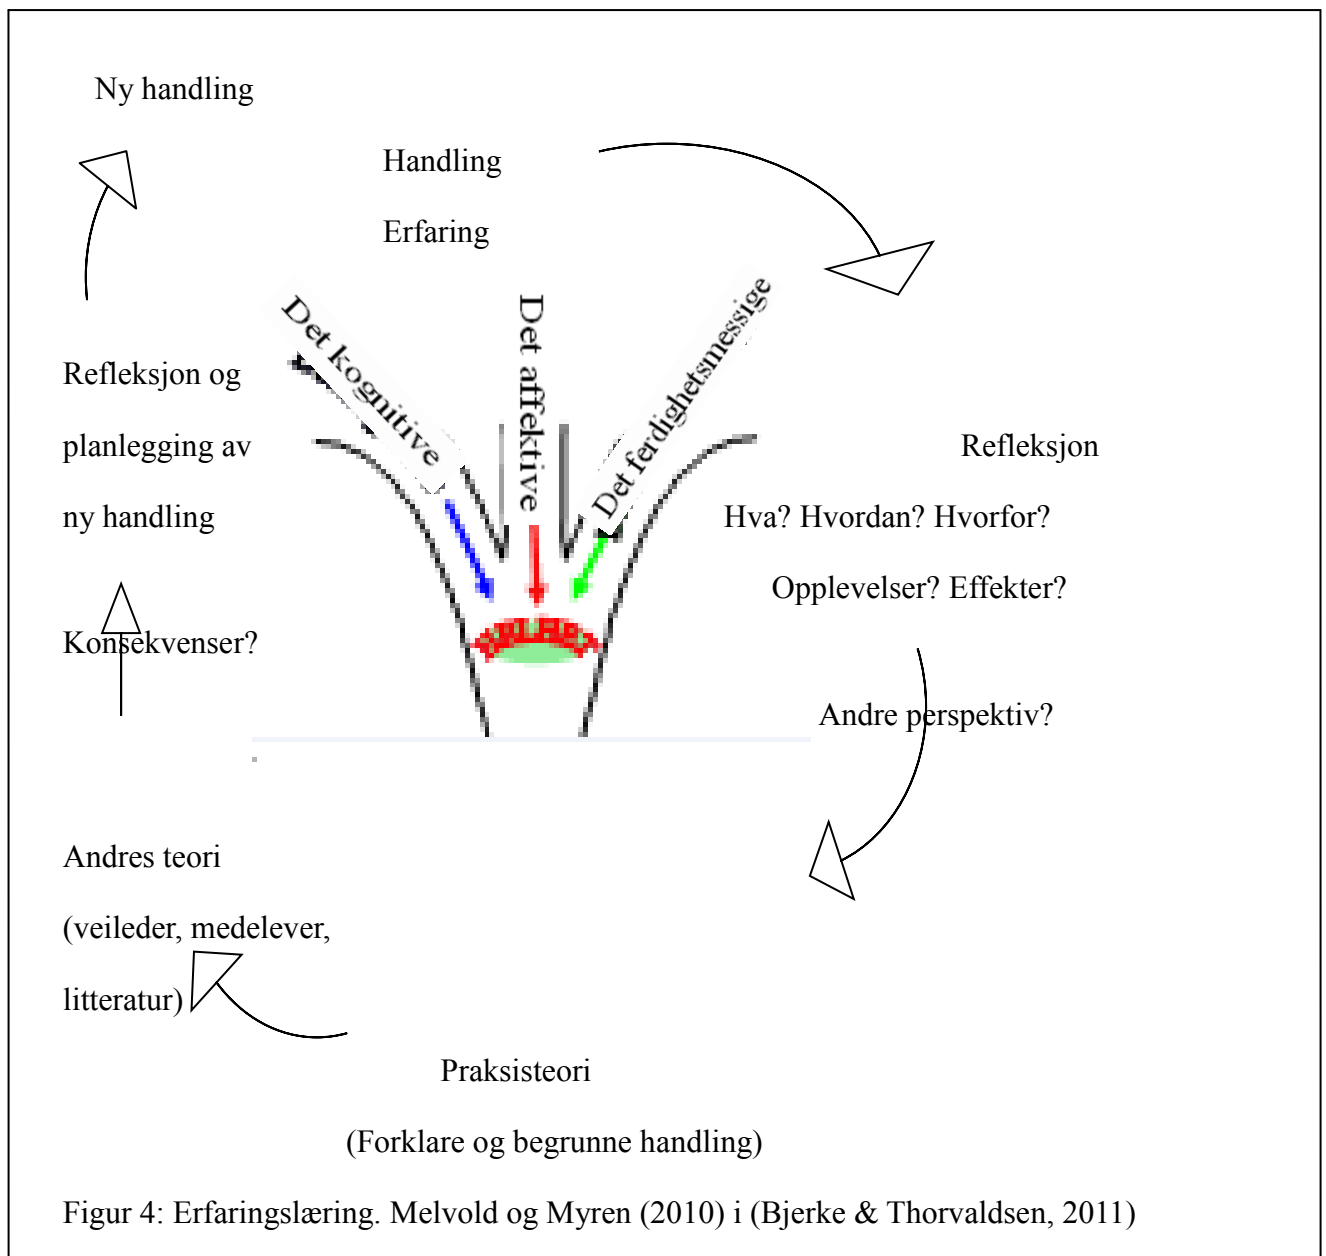 Ny handling
Handling
Erfaring
Det kognitive
Det affektive
Det ferdighetsmessige
Refleksjon og
planlegging av
ny handling
Konsekvenser?
Refleksjon
Hva? Hvordan? Hvorfor?
Opplevelser? Effekter?
Andre perspektiv?
Andres teori
(veileder, medelever,
litteratur)
Praksisteori
(Forklare og begrunne handling)
Figur 4: Erfaringslæring. Melvold og Myren (2010) i (Bjerke & Thorvaldsen, 2011)